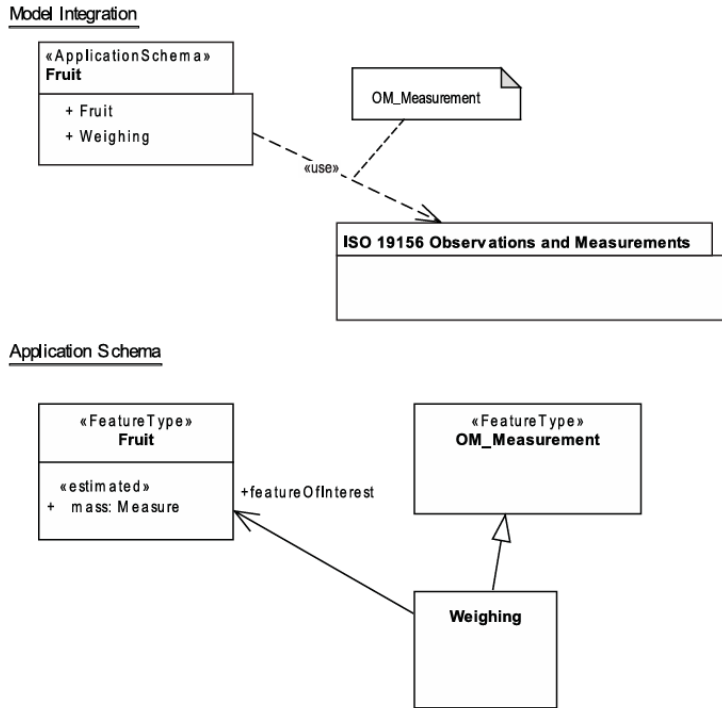 Model Integration
«ApplicationSchema»
Fruit
+ Fruit
+ Weighing
OM_Measurement
«use»
ISO 19156 Observations and Measurements
Application Schema
«FeatureType»
Fruit
«estimated»
+ mass: Measure
+featureOfInterest
«FeatureType»
OM_Measurement
Weighing